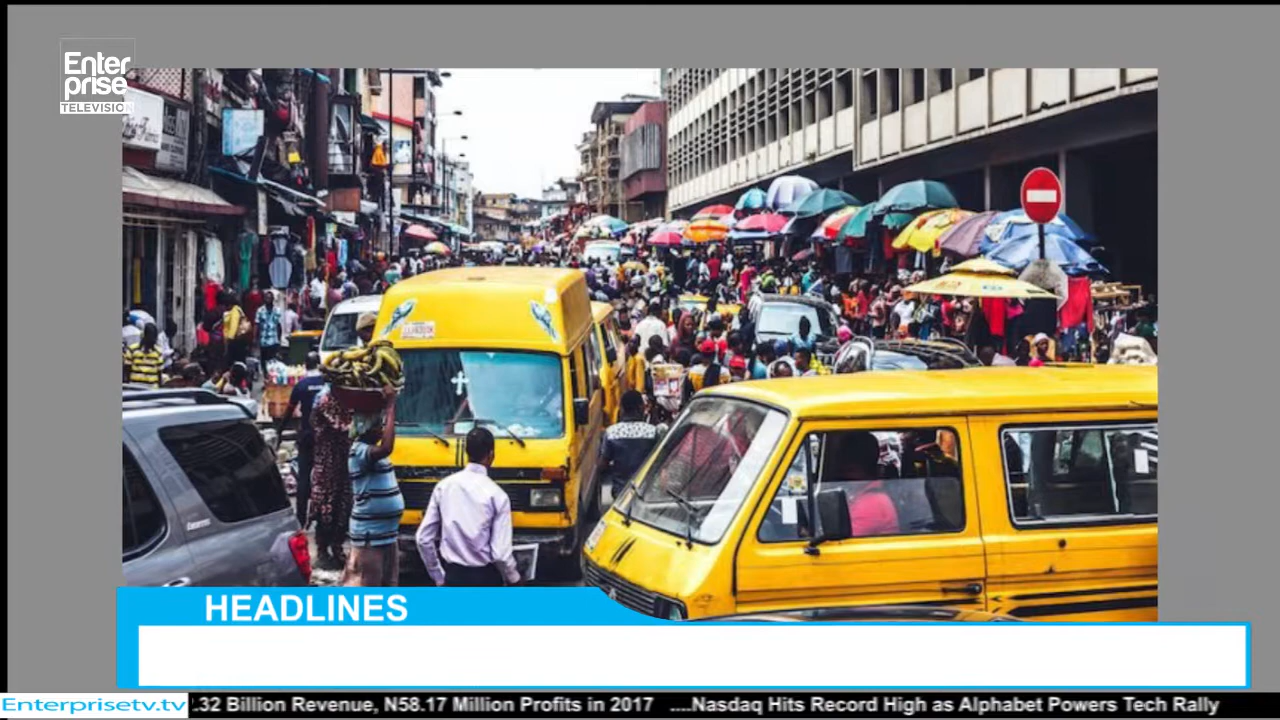 Enter
prise
TELEVISION
HEADLINES
Enterprisetv.tv
.32 Billion Revenue, N58.17 Million Profits in 2017 ....Nasdaq Hits Record High as Alphabet Powers Tech Rally